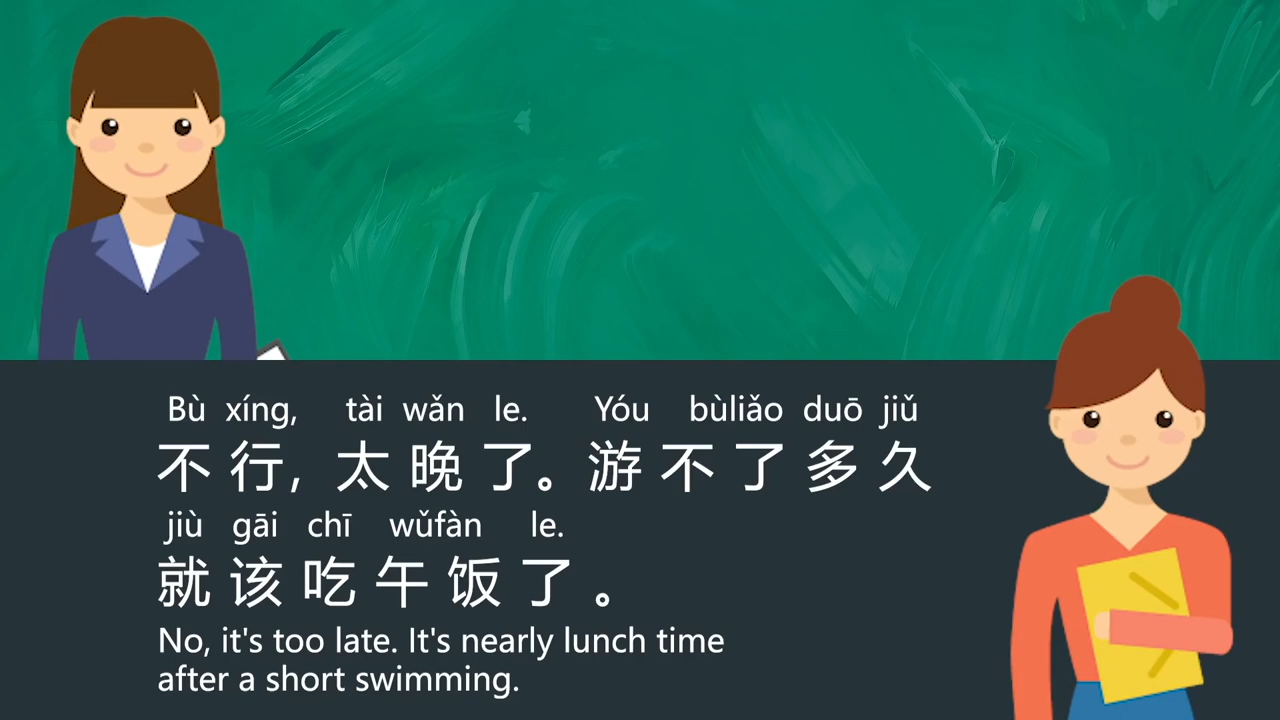 Bù xíng, tài wǎn le. Yóu bùliǎo duō jiǔ
不行,太晚了。游不了多久
jiù gāi chī wǔfàn le.
就该吃午饭了。
No, it's too late. It's nearly lunch time
after a short swimming.